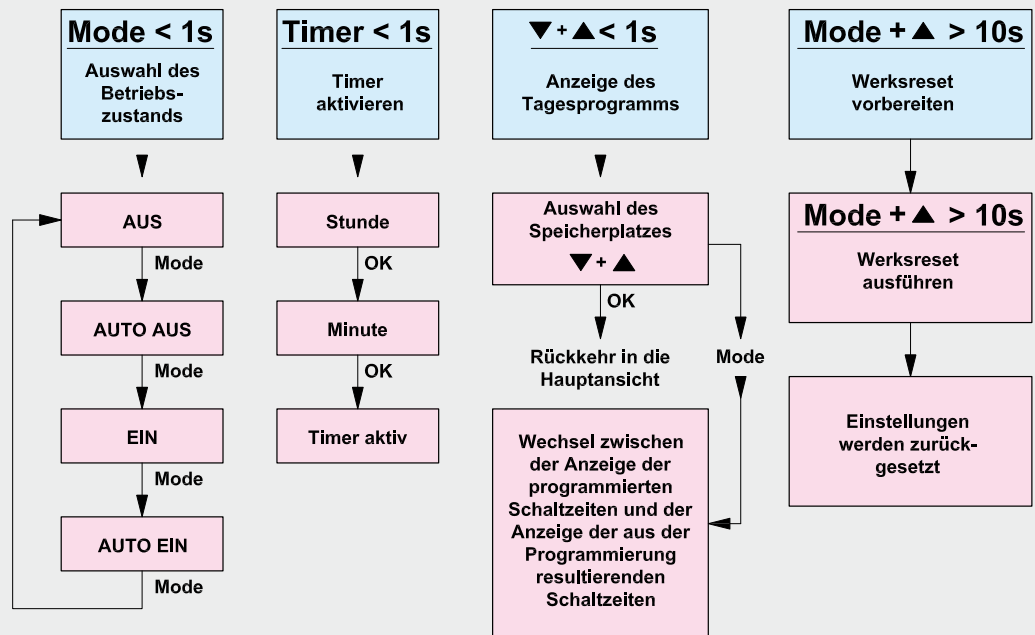 Mode < 1s
Auswahl des
Betriebs-
zustands
AUS
Mode
AUTO AUS
Mode
EIN
Mode
AUTO EIN
Mode
Timer < 1s
Timer
aktivieren
Stunde
OK
Minute
OK
Timer aktiv
▼ + ▲ < 1s
Anzeige des
Tagesprogramms
Auswahl des
Speicherplatzes
▼ + ▲
OK
Rückkehr in die
Hauptansicht
Mode
Wechsel zwischen
der Anzeige der
programmierten
Schaltzeiten und der
Anzeige der aus der
Programmierung
resultierenden
Schaltzeiten
Mode + ▲ > 10s
Werksreset
vorbereiten
Mode + ▲ > 10s
Werksreset
ausführen
Einstellungen
werden zurück-
gesetzt